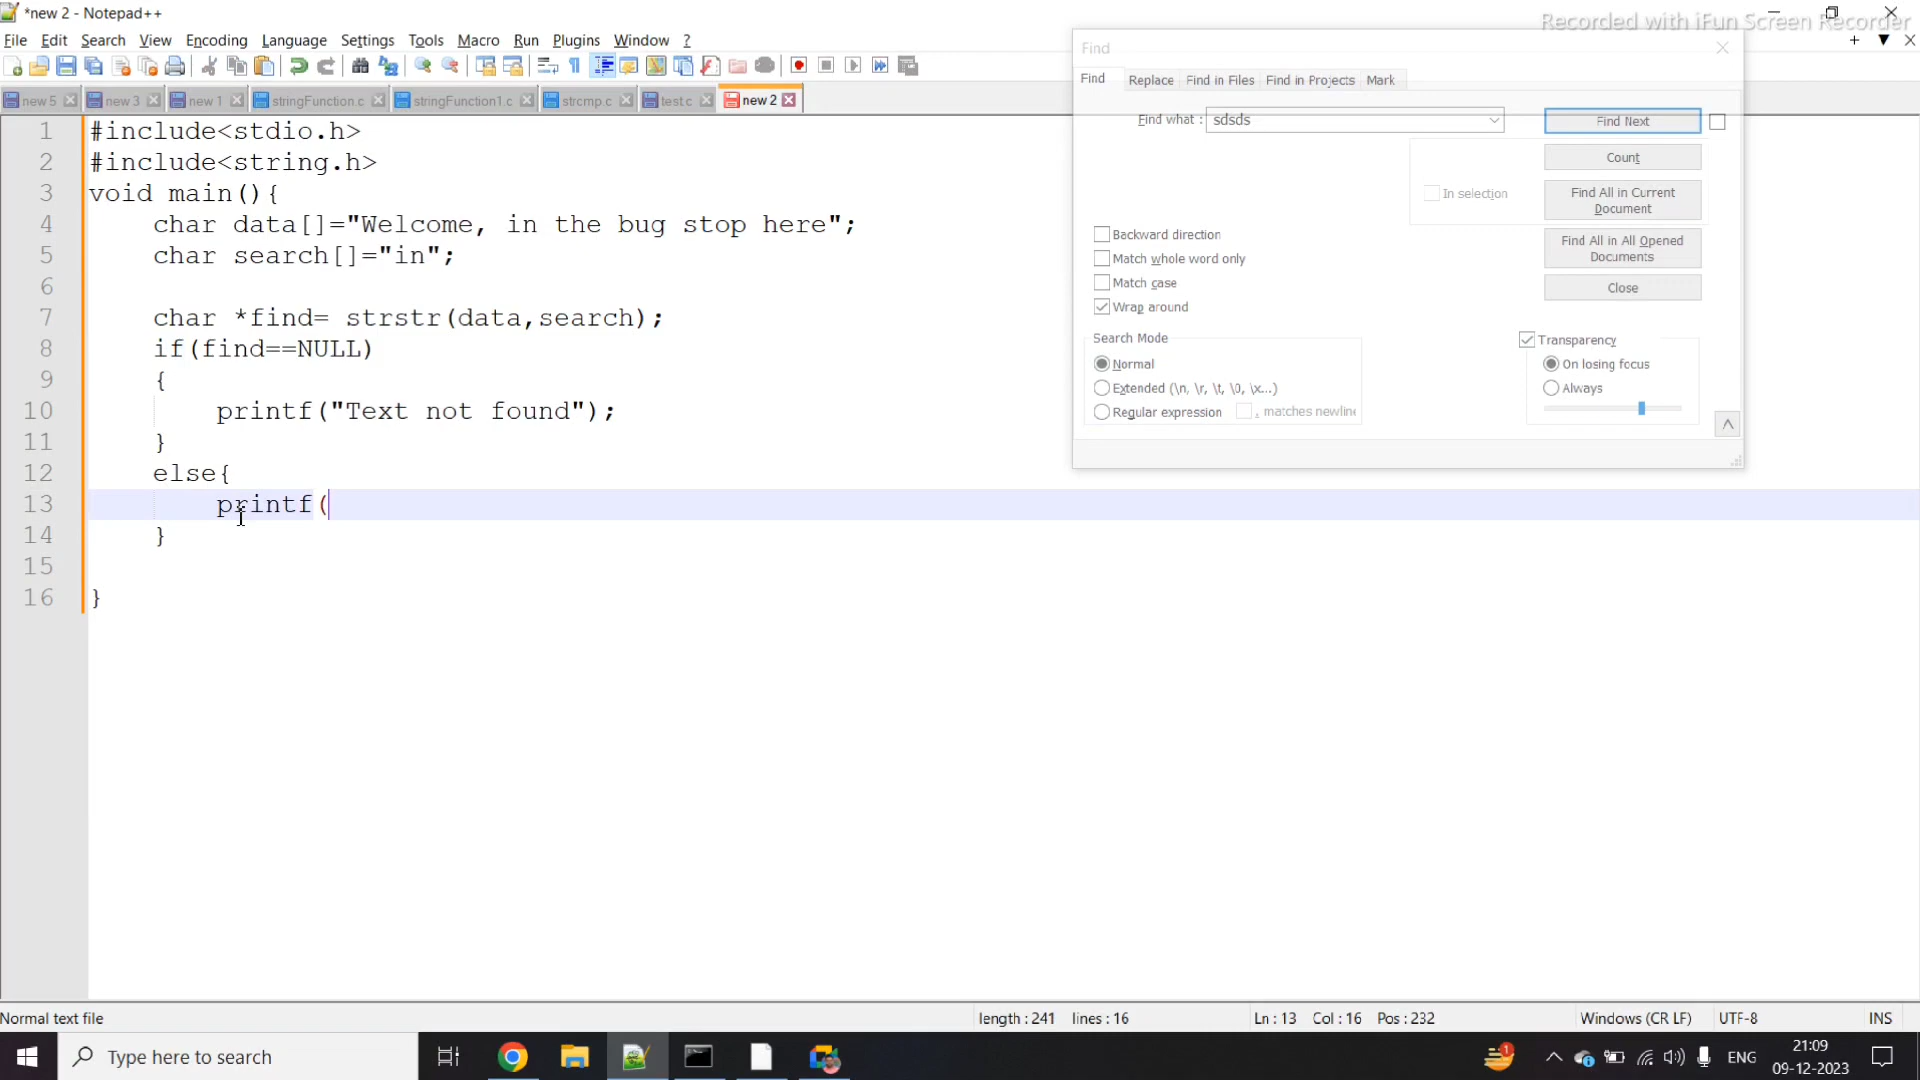 *new 2 - Notepad++
Recorded with iFun Screen Recorder
File Edit Search View Encoding Language Settings Tools Macro Run Plugins Window ?
new 5 new 3 new 1 stringFunction.c stringFunction1.c strcmp.c test.c new 2
1 #include<stdio.h>
2 #include<string.h>
3 void main(){
4 char data[]="Welcome, in the bug stop here";
5 char search[]="in";
6
7 char *find= strstr(data,search);
8 if(find==NULL)
9 {
10 printf("Text not found");
11 }
12 else{
13 printf(
14 }
15
16 }
Find
Find Replace Find in Files Find in Projects Mark
Find what : sdsds Find Next
Count
In selection
Find All in Current
Document
Backward direction
Find All in All Opened
Documents
Match whole word only
Match case
Close
Wrap around
Search Mode
Transparency
Normal
On losing focus
Extended (\n, \r, \t, \0, \x...)
Always
Regular expression . matches newline
Normal text file length : 241 lines : 16 Ln : 13 Col : 16 Pos : 232 Windows (CR LF) UTF-8 INS
Type here to search
1
ENG
21:09
09-12-2023